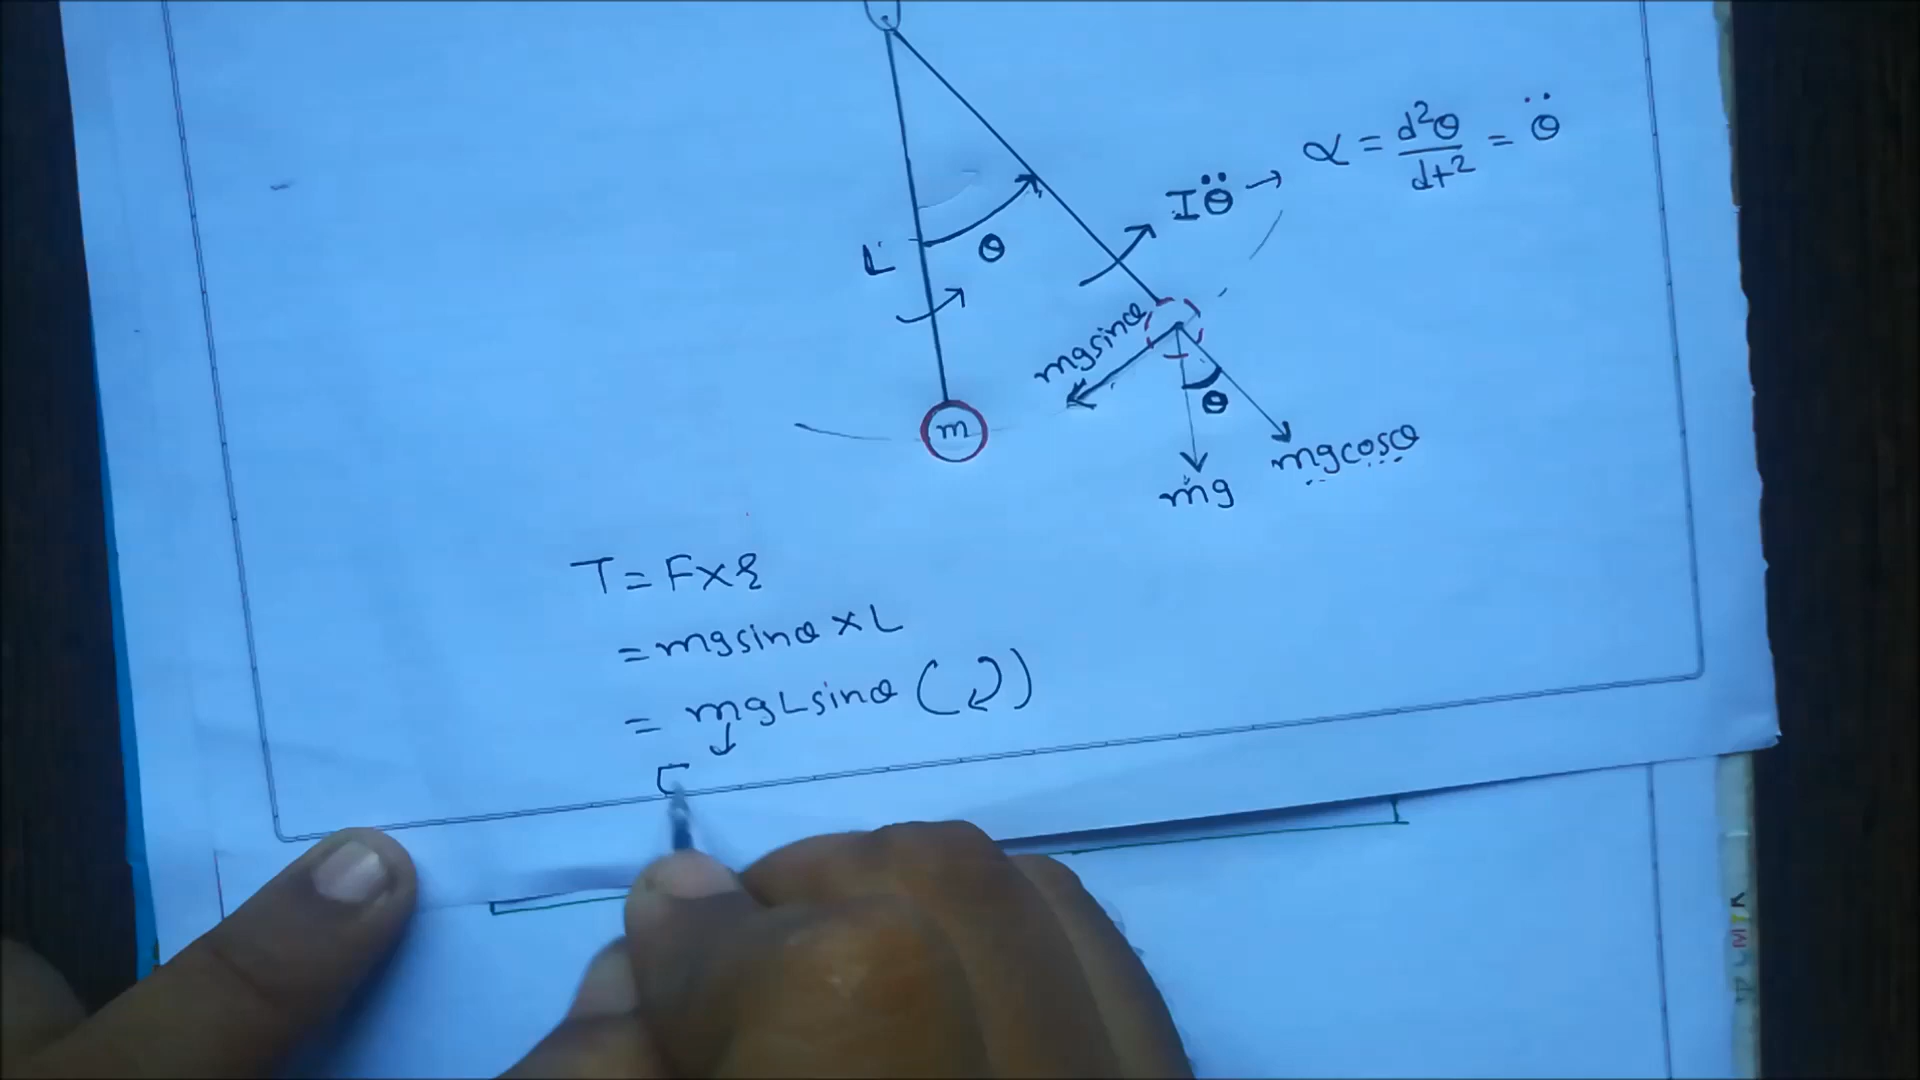 α = d²θ/dt² = θ̈
Iθ̈ →
L
θ
mgsinθ
θ
m
mgcosθ
mg
T = F×r
= mgsinθ × L
= mgLsinθ (⤸)